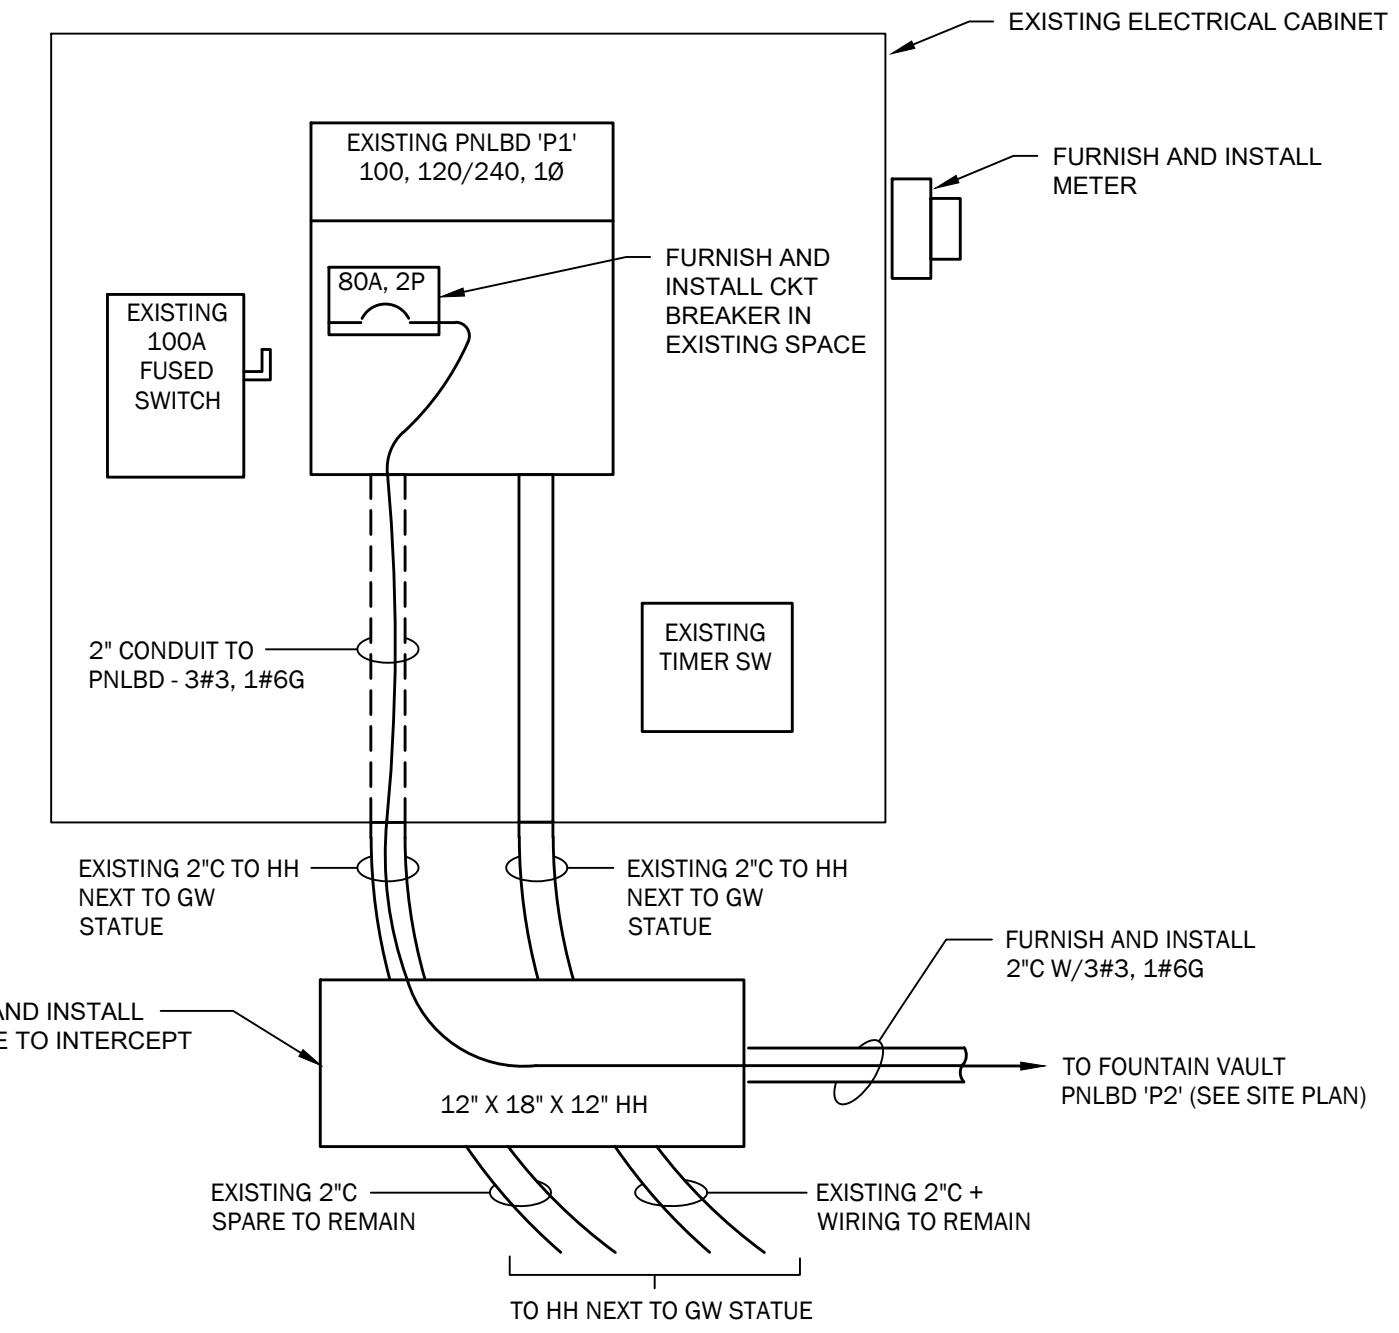 EXISTING ELECTRICAL CABINET
EXISTING PNLBD 'P1'
100, 120/240, 1Ø
FURNISH AND INSTALL
METER
80A, 2P
FURNISH AND
INSTALL CKT
BREAKER IN
EXISTING SPACE
EXISTING
100A
FUSED
SWITCH
2" CONDUIT TO
PNLBD - 3#3, 1#6G
EXISTING
TIMER SW
EXISTING 2"C TO HH
NEXT TO GW
STATUE
EXISTING 2"C TO HH
NEXT TO GW
STATUE
FURNISH AND INSTALL
2"C W/3#3, 1#6G
AND INSTALL
TO INTERCEPT
TO FOUNTAIN VAULT
PNLBD 'P2' (SEE SITE PLAN)
12" X 18" X 12" HH
EXISTING 2"C
SPARE TO REMAIN
EXISTING 2"C +
WIRING TO REMAIN
TO HH NEXT TO GW STATUE